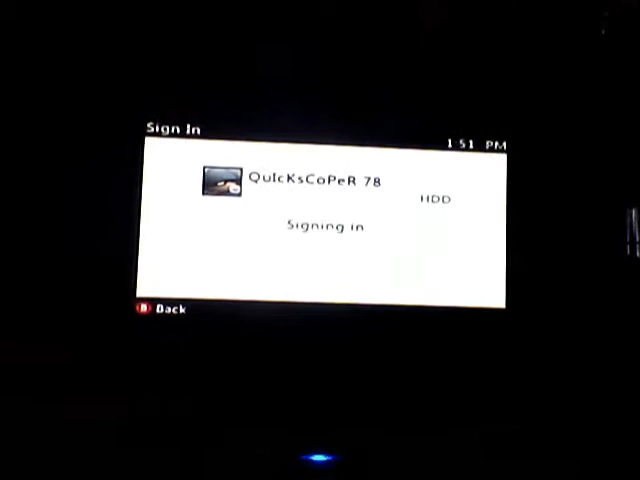 Sign In
1:51 PM
QuIcKsCoPeR 78
HDD
Signing in
B Back